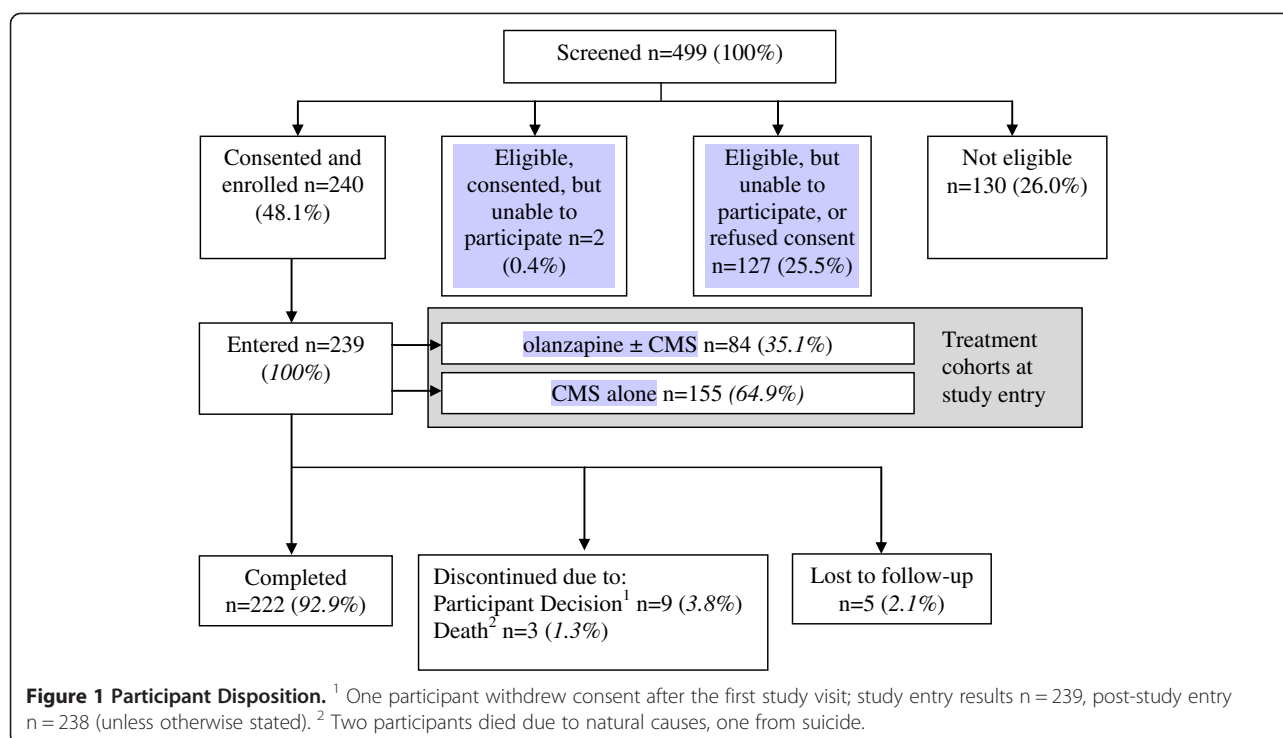 Screened n=499 (100%)
Consented and
enrolled n=240
(48.1%)
Eligible,
consented, but
unable to
participate n=2
(0.4%)
Eligible, but
unable to
participate, or
refused consent
n=127 (25.5%)
Not eligible
n=130 (26.0%)
Entered n=239
(100%)
olanzapine ± CMS n=84 (35.1%)
CMS alone n=155 (64.9%)
Treatment
cohorts at
study entry
Completed
n=222 (92.9%)
Discontinued due to:
Participant Decision¹ n=9 (3.8%)
Death² n=3 (1.3%)
Lost to follow-up
n=5 (2.1%)
Figure 1 Participant Disposition. ¹ One participant withdrew consent after the first study visit; study entry results n = 239, post-study entry
n = 238 (unless otherwise stated). ² Two participants died due to natural causes, one from suicide.